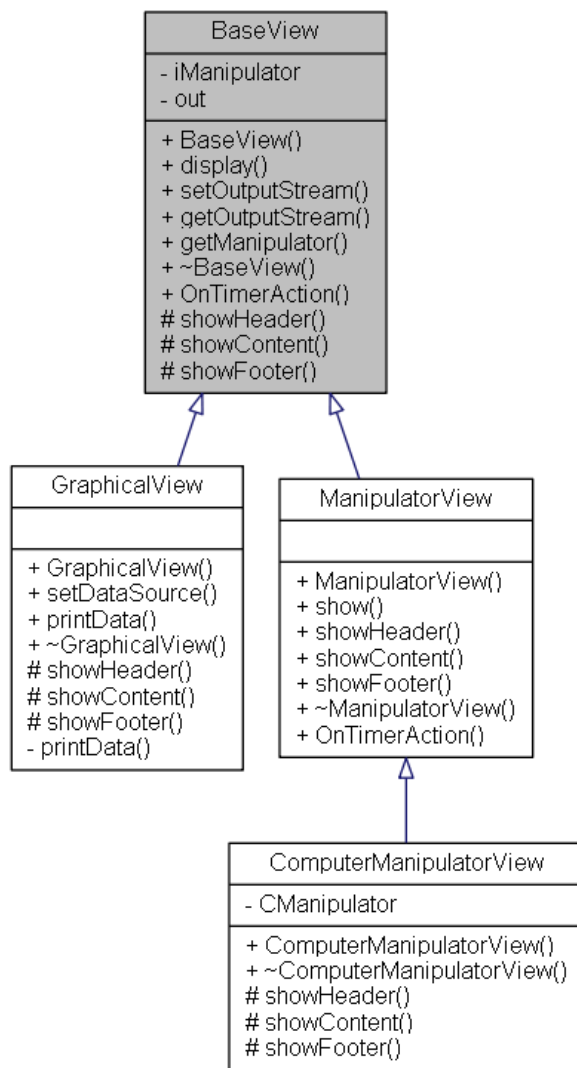 BaseView
- iManipulator
- out
+ BaseView()
+ display()
+ setOutputStream()
+ getOutputStream()
+ getManipulator()
+ ~BaseView()
+ OnTimerAction()
# showHeader()
# showContent()
# showFooter()
GraphicalView
+ GraphicalView()
+ setDataSource()
+ printData()
+ ~GraphicalView()
# showHeader()
# showContent()
# showFooter()
- printData()
ManipulatorView
+ ManipulatorView()
+ show()
+ showHeader()
+ showContent()
+ showFooter()
+ ~ManipulatorView()
+ OnTimerAction()
ComputerManipulatorView
- CManipulator
+ ComputerManipulatorView()
+ ~ComputerManipulatorView()
# showHeader()
# showContent()
# showFooter()